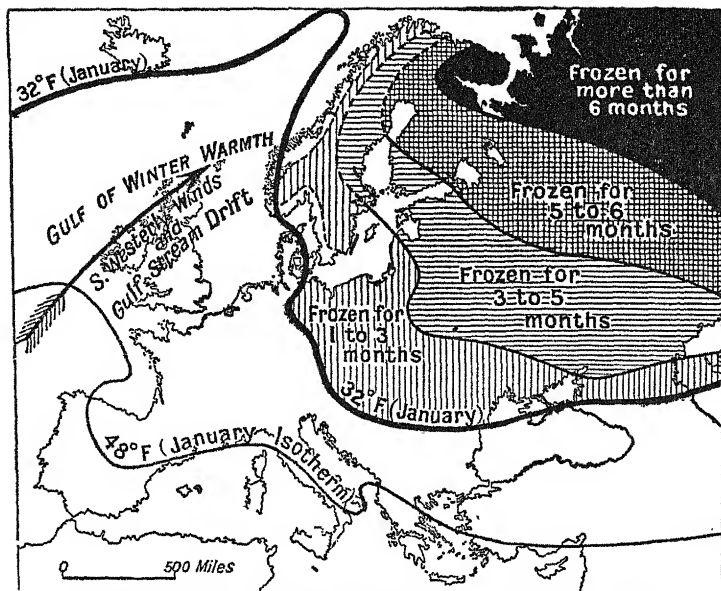 32°F (January)
Frozen for
more than
6 months
GULF OF WINTER WARMTH
S. Westerly Winds
and
Gulf Stream Drift
Frozen for
5 to 6
months
Frozen for
3 to 5
months
Frozen for
1 to 3
months
32°F (January)
48°F (January Isotherm)
0 500 Miles